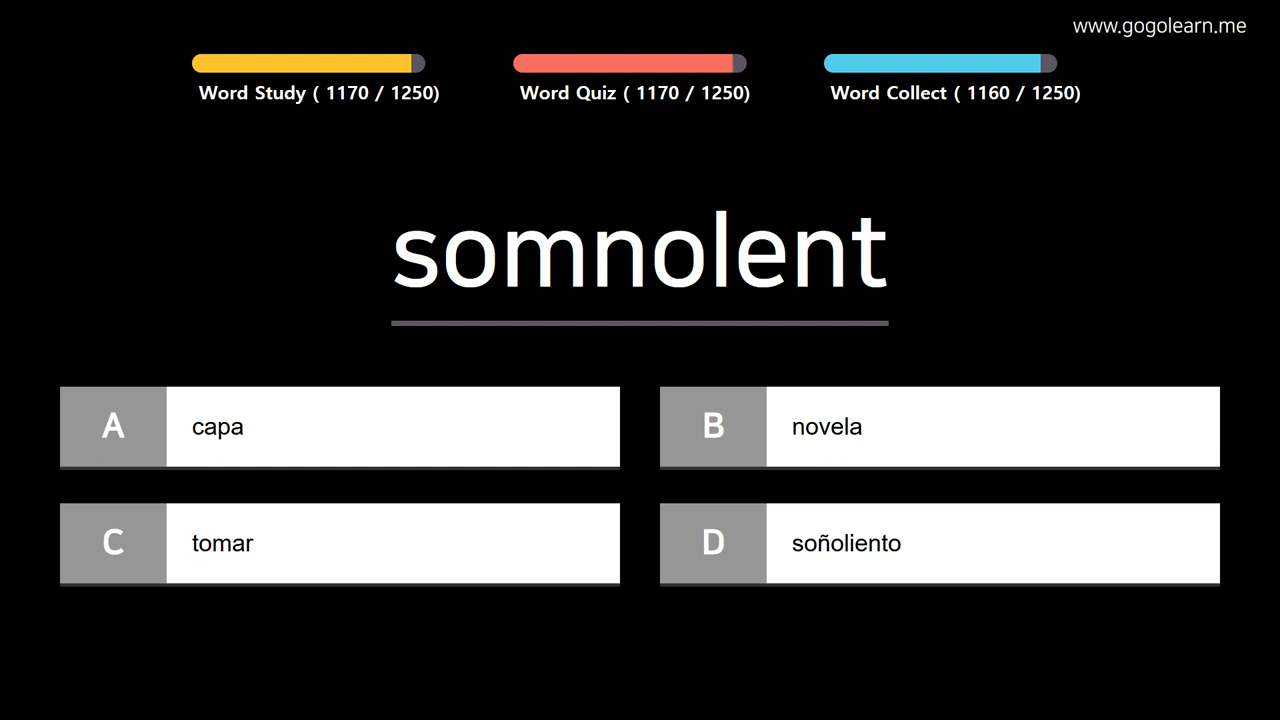 www.gogolearn.me
Word Study ( 1170 / 1250)
Word Quiz ( 1170 / 1250)
Word Collect ( 1160 / 1250)
somnolent
A capa
B novela
C tomar
D soñoliento